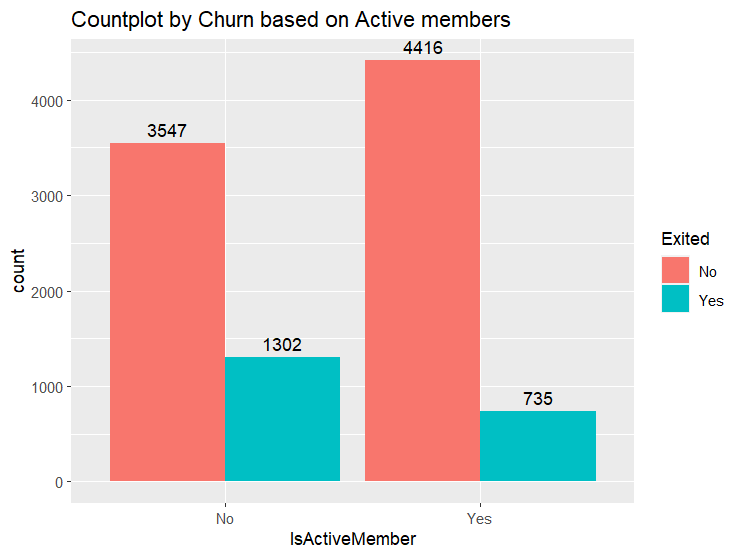 Countplot by Churn based on Active members
4416
4000
3547
3000
2000
1302
1000
735
0
count
No
Yes
IsActiveMember
Exited
No
Yes